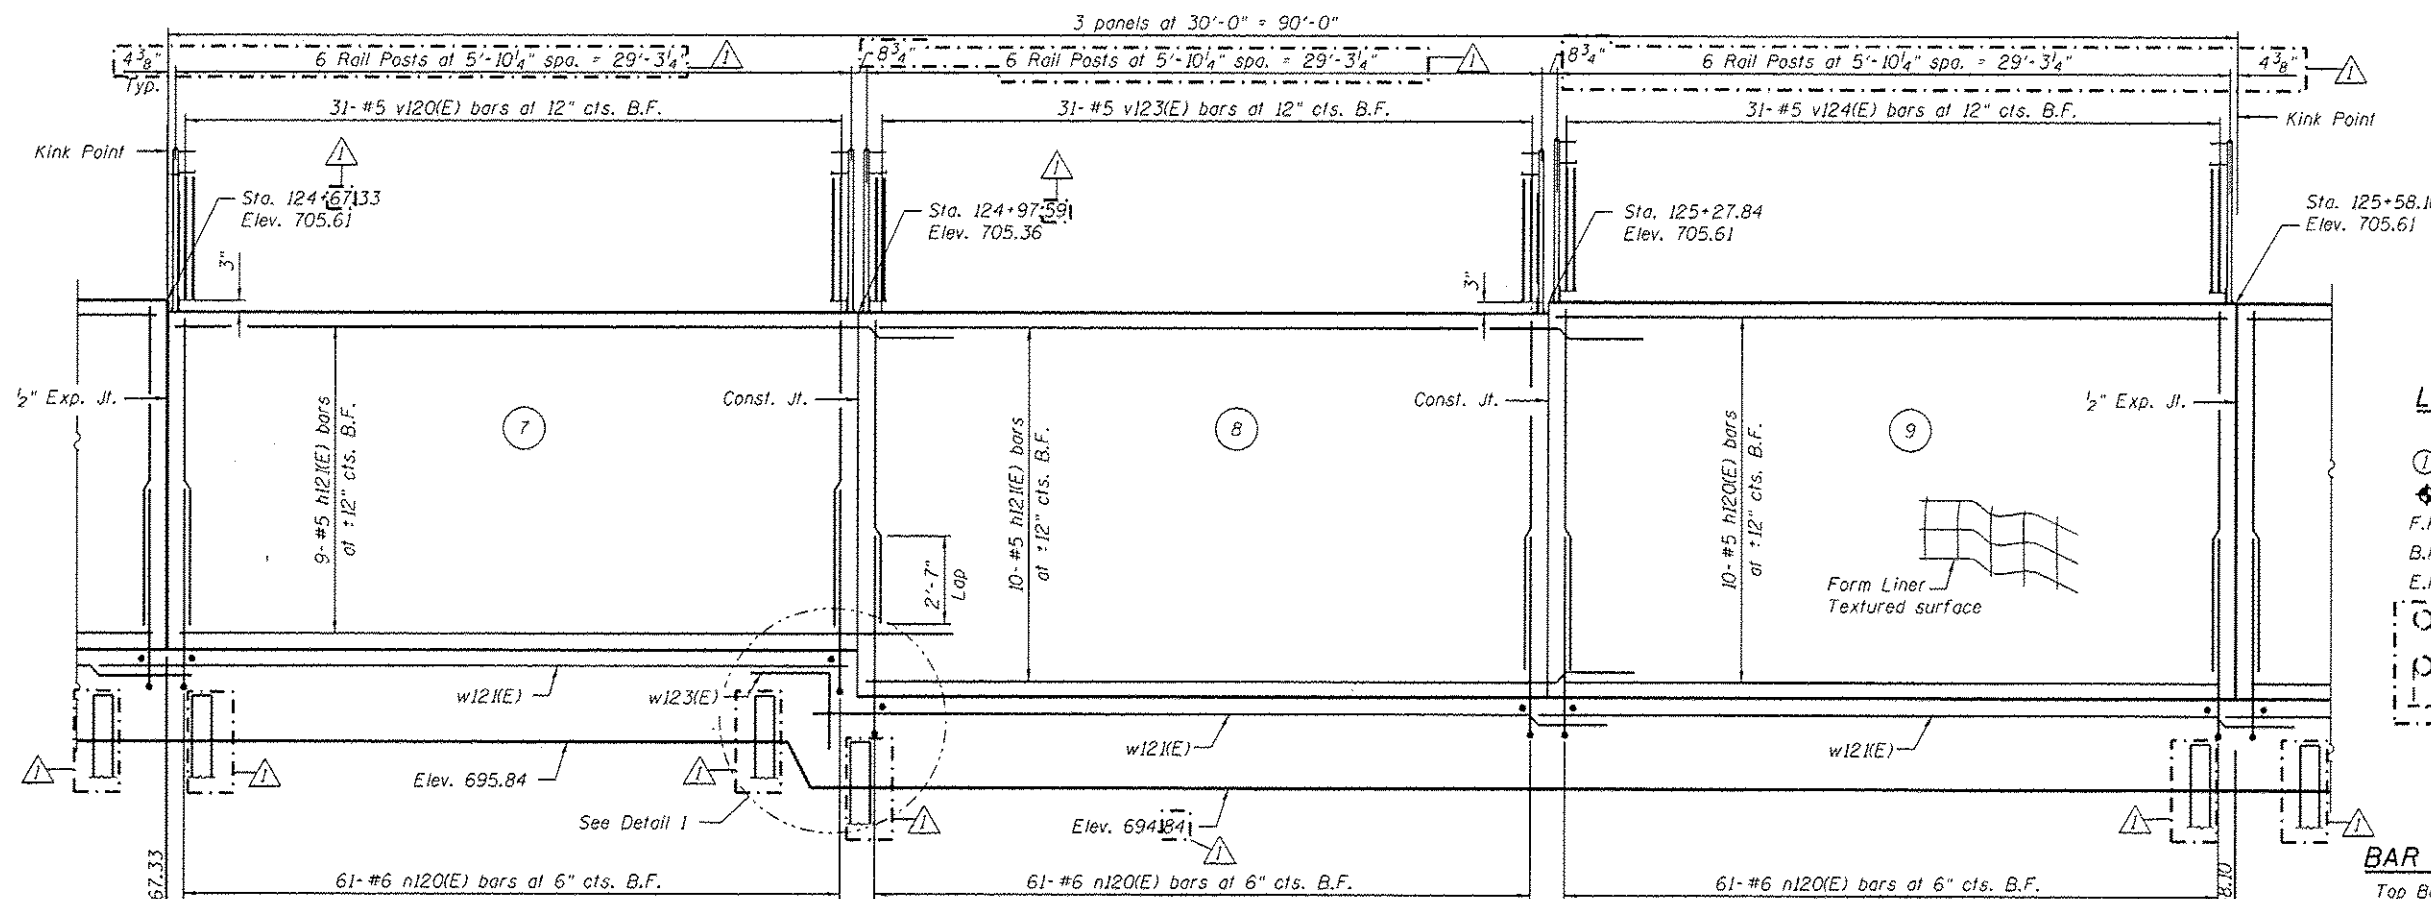 3 panels at 30'-0" = 90'-0"
4 3/8"
6 Rail Posts at 5'-10 1/4" spa. = 29'-3 1/4"
1
8 3/4"
6 Rail Posts at 5'-10 1/4" spa. = 29'-3 1/4"
1
8 3/4"
6 Rail Posts at 5'-10 1/4" spa. = 29'-3 1/4"
4 3/8"
1
Typ.
31- #5 v120(E) bars at 12" cts. B.F.
31- #5 v123(E) bars at 12" cts. B.F.
31- #5 v124(E) bars at 12" cts. B.F.
Kink Point
Kink Point
1
1
Sta. 124+67.33
Elev. 705.61
Sta. 124+97.59
Elev. 705.36
Sta. 125+27.84
Elev. 705.61
Sta. 125+58.1
Elev. 705.61
3"
3"
1/2" Exp. Jt.
Const. Jt.
Const. Jt.
1/2" Exp. Jt.
7
8
9
9- #5 h121(E) bars
at ±12" cts. B.F.
10- #5 h121(E) bars
at ±12" cts. B.F.
10- #5 h120(E) bars
at ±12" cts. B.F.
2'-7"
Lap
Form Liner
Textured surface
L
1
F.F
B.F
E.F
w121(E)
w123(E)
w121(E)
w121(E)
1
1
1
1
1
1
Elev. 695.84
See Detail 1
Elev. 694.84
1
67.33
61- #6 n120(E) bars at 6" cts. B.F.
61- #6 n120(E) bars at 6" cts. B.F.
61- #6 n120(E) bars at 6" cts. B.F.
8.10
BAR
Top B